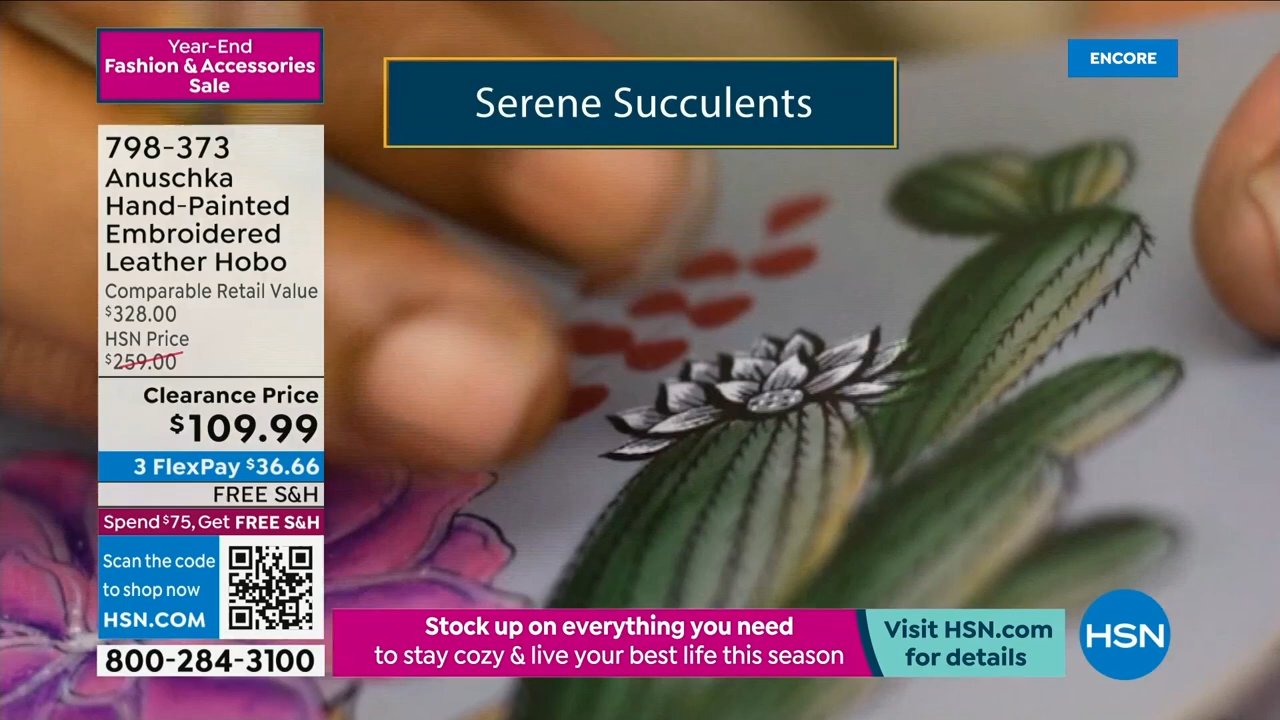 Year-End
Fashion & Accessories
Sale
798-373
Anuschka
Hand-Painted
Embroidered
Leather Hobo
Comparable Retail Value
$328.00
HSN Price
$259.00
Clearance Price
$109.99
3 FlexPay $36.66
FREE S&H
Spend $75, Get FREE S&H
Scan the code
to shop now
HSN.COM
800-284-3100
Serene Succulents
ENCORE
Stock up on everything you need
to stay cozy & live your best life this season
Visit HSN.com
for details
HSN